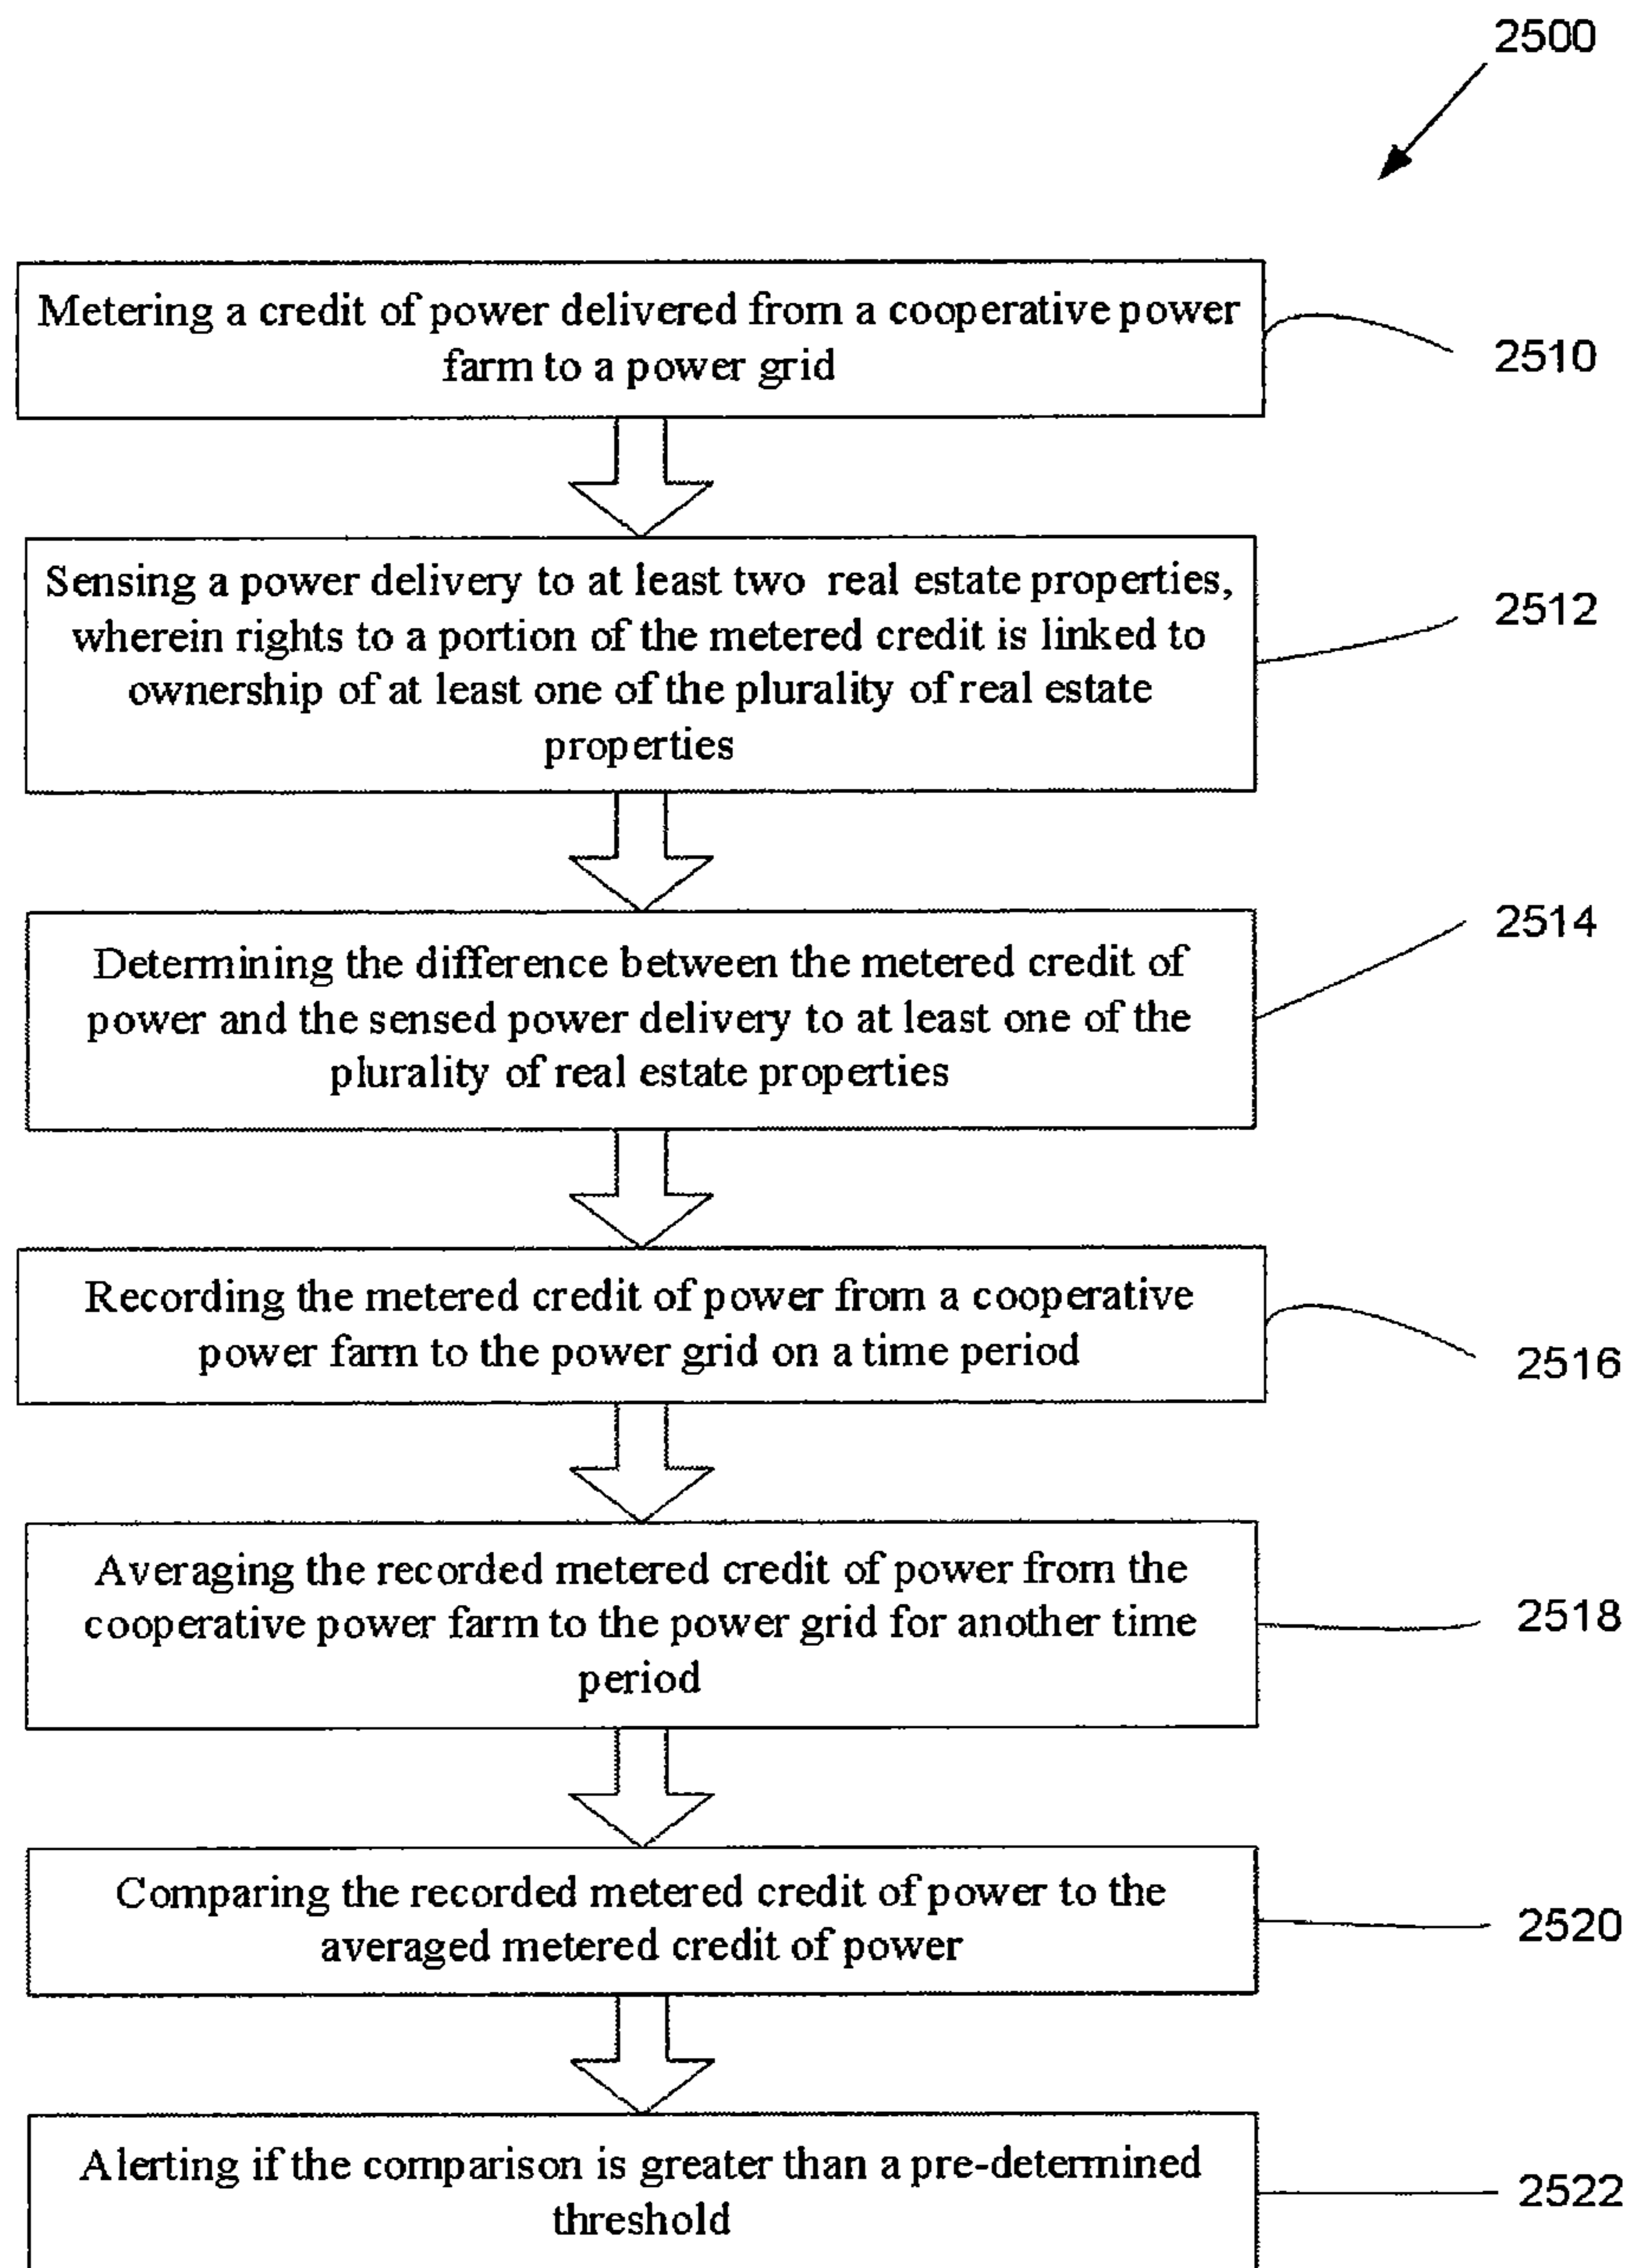 2500
Metering a credit of power delivered from a cooperative power
farm to a power grid
2510
Sensing a power delivery to at least two real estate properties,
wherein rights to a portion of the metered credit is linked to
ownership of at least one of the plurality of real estate
properties
2512
Determining the difference between the metered credit of
power and the sensed power delivery to at least one of the
plurality of real estate properties
2514
Recording the metered credit of power from a cooperative
power farm to the power grid on a time period
2516
Averaging the recorded metered credit of power from the
cooperative power farm to the power grid for another time
period
2518
Comparing the recorded metered credit of power to the
averaged metered credit of power
2520
Alerting if the comparison is greater than a pre-determined
threshold
2522